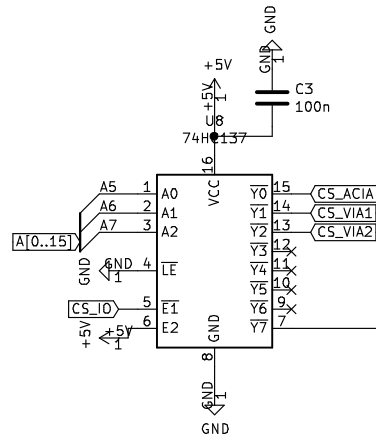 GND
GND
1
+5V
+5V
1
C3
100n
U8
74HC137
16
VCC
A5 1 A0
A6 2 A1
A7 3 A2
A[0..15]
GND
GND
1
4 LE
CS_IO 5 E1
+5V
+5V
1
6 E2
Y0 15 CS_ACIA
Y1 14 CS_VIA1
Y2 13 CS_VIA2
Y3 12
Y4 11
Y5 10
Y6 9
Y7 7
GND
8
GND
1
GND